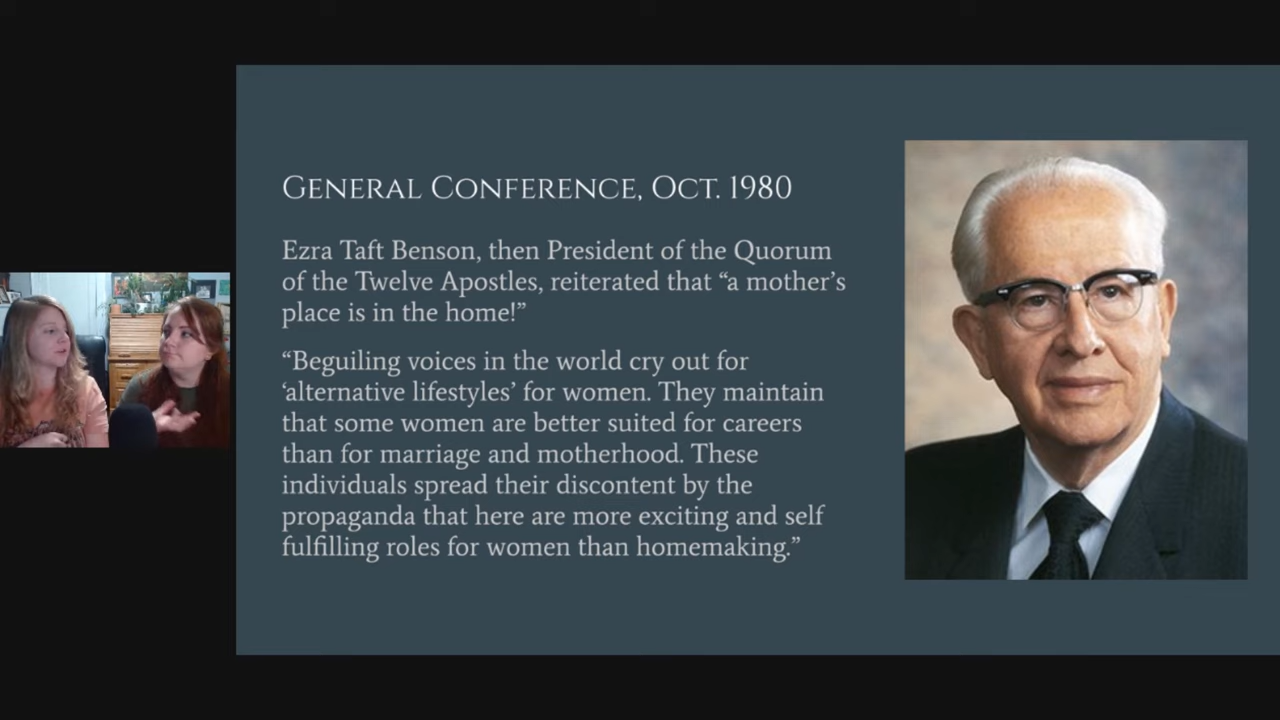 General Conference, Oct. 1980
Ezra Taft Benson, then President of the Quorum
of the Twelve Apostles, reiterated that “a mother’s
place is in the home!”
“Beguiling voices in the world cry out for
‘alternative lifestyles’ for women. They maintain
that some women are better suited for careers
than for marriage and motherhood. These
individuals spread their discontent by the
propaganda that here are more exciting and self
fulfilling roles for women than homemaking.”